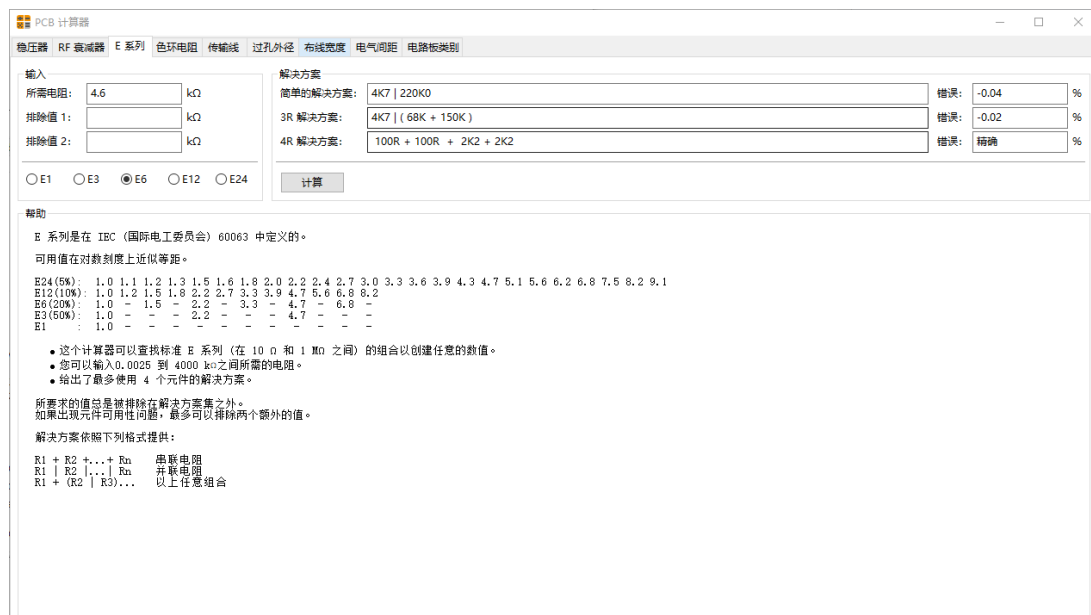 PCB 计算器
稳压器 RF 衰减器 E 系列 色环电阻 传输线 过孔外径 布线宽度 电气间距 电路板类别
输入
所需电阻: 4.6 kΩ
排除值 1: kΩ
排除值 2: kΩ
E1 E3 E6 E12 E24
解决方案
简单的解决方案: 4K7 | 220K0 错误: -0.04 %
3R 解决方案: 4K7 | ( 68K + 150K ) 错误: -0.02 %
4R 解决方案: 100R + 100R + 2K2 + 2K2 错误: 精确 %
计算
帮助
E 系列是在 IEC (国际电工委员会) 60063 中定义的。
可用值在对数刻度上近似等距。
E24(5%): 1.0 1.1 1.2 1.3 1.5 1.6 1.8 2.0 2.2 2.4 2.7 3.0 3.3 3.6 3.9 4.3 4.7 5.1 5.6 6.2 6.8 7.5 8.2 9.1
E12(10%): 1.0 1.2 1.5 1.8 2.2 2.7 3.3 3.9 4.7 5.6 6.8 8.2
E6(20%): 1.0 - 1.5 - 2.2 - 3.3 - 4.7 - 6.8 -
E3(50%): 1.0 - - - 2.2 - - - 4.7 - - -
E1 : 1.0 - - - - - - - - - - -
• 这个计算器可以查找标准 E 系列 (在 10 Ω 和 1 MΩ 之间) 的组合以创建任意的数值。
• 您可以输入0.0025 到 4000 kΩ之间所需的电阻。
• 给出了最多使用 4 个元件的解决方案。
所要求的值总是被排除在解决方案集之外。
如果出现元件可用性问题,最多可以排除两个额外的值。
解决方案依照下列格式提供:
R1 + R2 +...+ Rn 串联电阻
R1 | R2 |...| Rn 并联电阻
R1 + (R2 | R3)... 以上任意组合